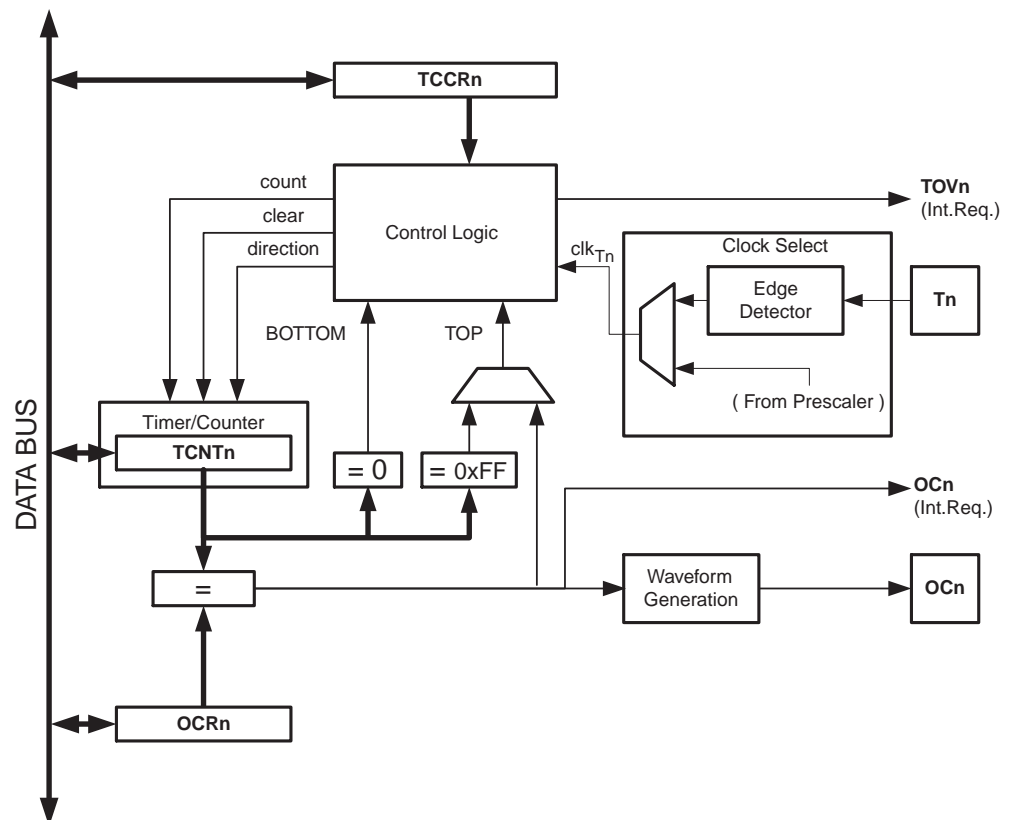 TCCRn
count
clear
direction
Control Logic
TOVn
(Int.Req.)
clkTn
Clock Select
Edge
Detector
Tn
( From Prescaler )
BOTTOM
TOP
Timer/Counter
TCNTn
= 0
= 0xFF
DATA BUS
OCn
(Int.Req.)
=
Waveform
Generation
OCn
OCRn